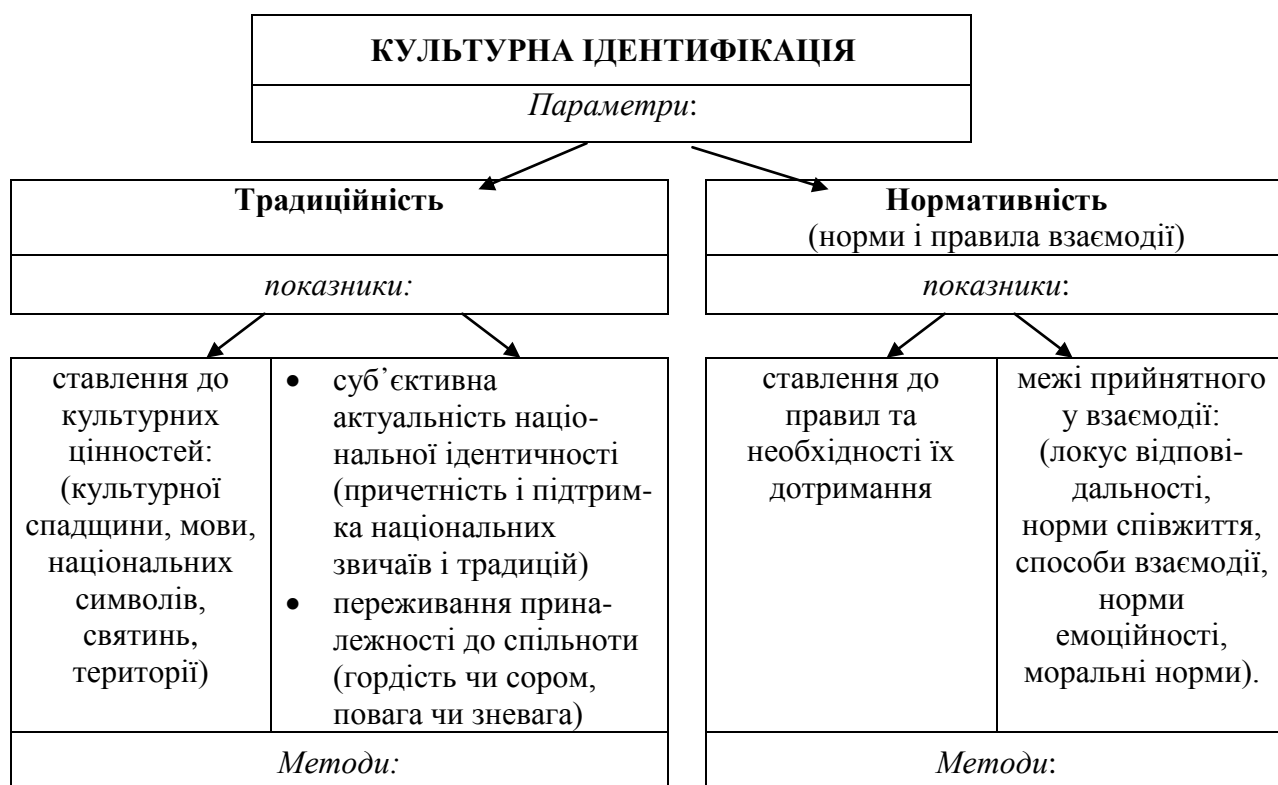 КУЛЬТУРНА ІДЕНТИФІКАЦІЯ
Параметри:
Традиційність
показники:
ставлення до
культурних
цінностей:
(культурної
спадщини, мови,
національних
символів,
святинь,
території)
• суб’єктивна
актуальність націо-
нальної ідентичності
(причетність і підтрим-
ка національних
звичаїв і традицій)
• переживання прина-
лежності до спільноти
(гордість чи сором,
повага чи зневага)
Методи:
Нормативність
(норми і правила взаємодії)
показники:
ставлення до
правил та
необхідності їх
дотримання
межі прийнятного
у взаємодії:
(локус відпові-
дальності,
норми співжиття,
способи взаємодії,
норми
емоційності,
моральні норми).
Методи: